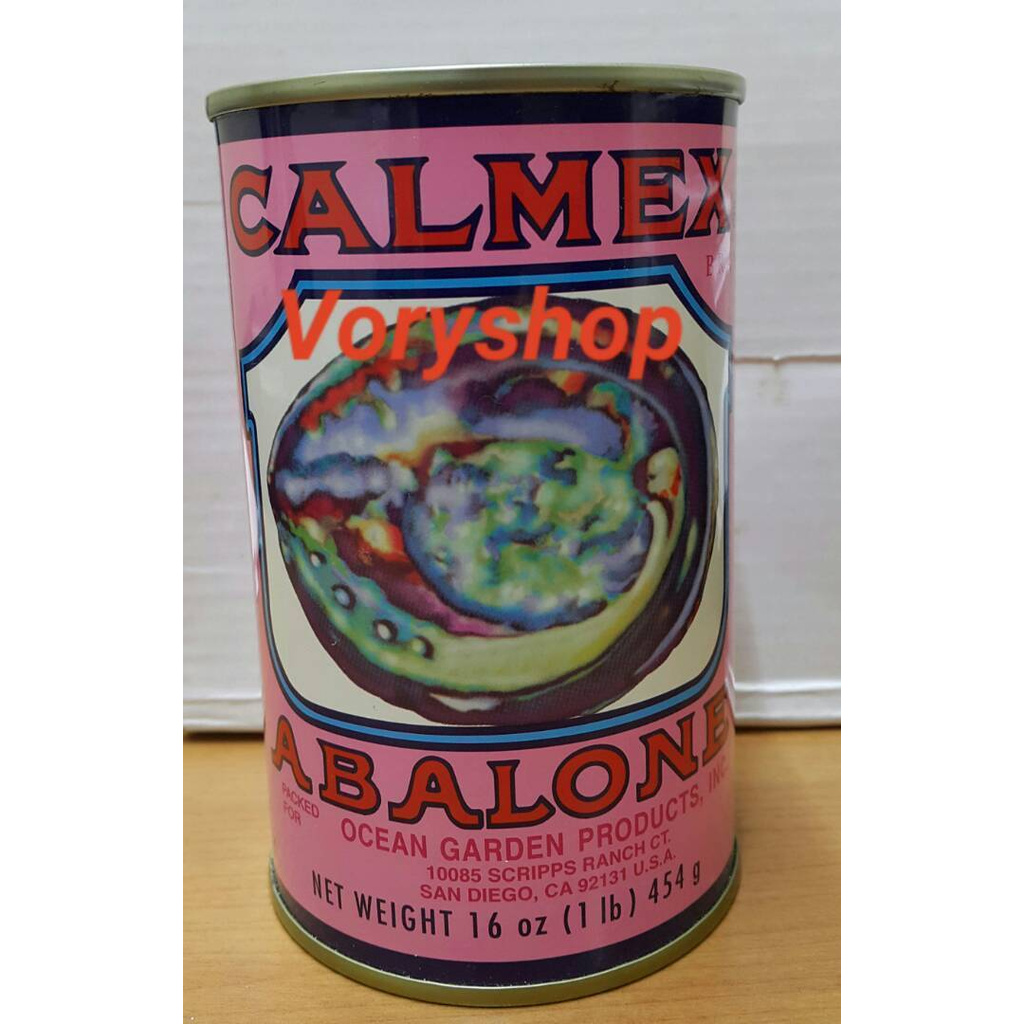 CALMEX
Voryshop
ABALONE
PACKED
FOR
OCEAN GARDEN PRODUCTS, INC.
10085 SCRIPPS RANCH CT.
SAN DIEGO, CA 92131 U.S.A.
NET WEIGHT 16 oz (1 lb) 454 g